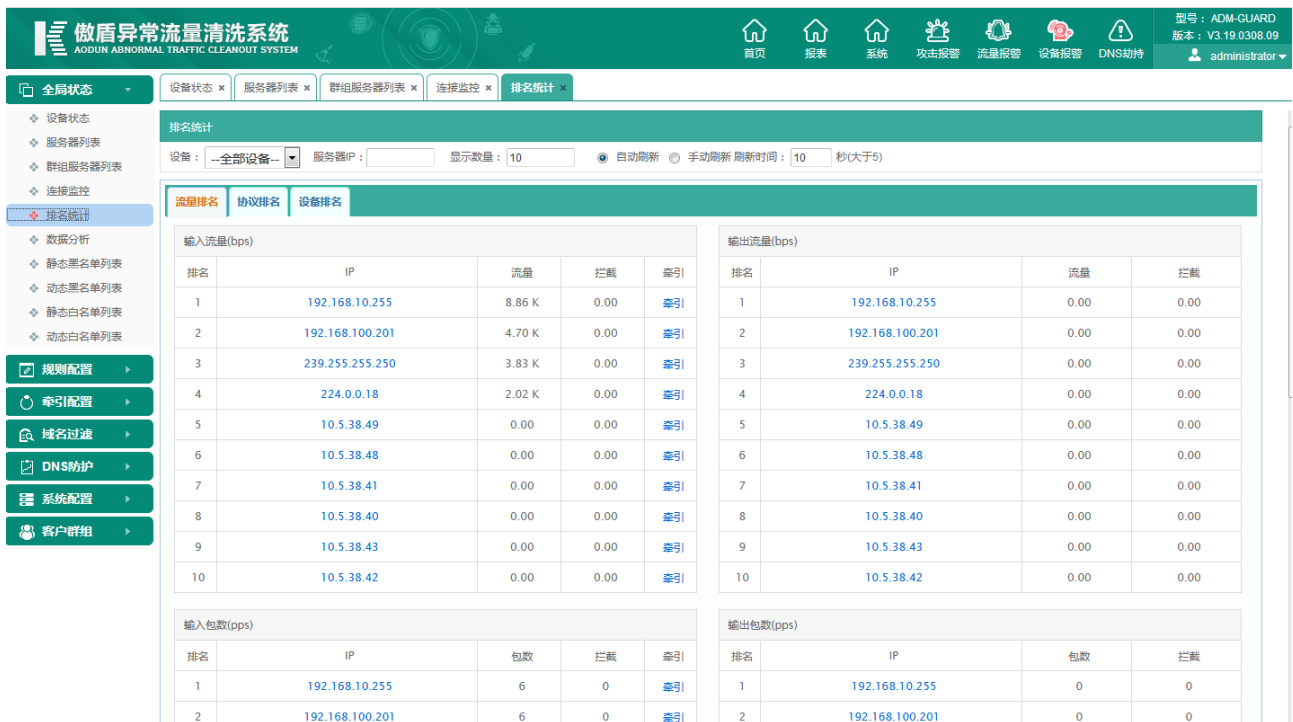 傲盾异常流量清洗系统
AODUN ABNORMAL TRAFFIC CLEANOUT SYSTEM
首页 报表 系统 攻击报警 流量报警 设备报警 DNS劫持
型号： ADM-GUARD
版本： V3.19.0308.09
administrator
全局状态
设备状态
服务器列表
群组服务器列表
连接监控
排名统计
数据分析
静态黑名单列表
动态黑名单列表
静态白名单列表
动态白名单列表
规则配置
牵引配置
域名过滤
DNS防护
系统配置
客户群组
设备状态 × 服务器列表 × 群组服务器列表 × 连接监控 × 排名统计 ×
排名统计
设备： --全部设备-- 服务器IP： 显示数量： 10 自动刷新 手动刷新 刷新时间： 10 秒(大于5)
流量排名 协议排名 设备排名
输入流量(bps)
排名 IP 流量 拦截 牵引
1 192.168.10.255 8.86 K 0.00 牵引
2 192.168.100.201 4.70 K 0.00 牵引
3 239.255.255.250 3.83 K 0.00 牵引
4 224.0.0.18 2.02 K 0.00 牵引
5 10.5.38.49 0.00 0.00 牵引
6 10.5.38.48 0.00 0.00 牵引
7 10.5.38.41 0.00 0.00 牵引
8 10.5.38.40 0.00 0.00 牵引
9 10.5.38.43 0.00 0.00 牵引
10 10.5.38.42 0.00 0.00 牵引
输出流量(bps)
排名 IP 流量 拦截
1 192.168.10.255 0.00 0.00
2 192.168.100.201 0.00 0.00
3 239.255.255.250 0.00 0.00
4 224.0.0.18 0.00 0.00
5 10.5.38.49 0.00 0.00
6 10.5.38.48 0.00 0.00
7 10.5.38.41 0.00 0.00
8 10.5.38.40 0.00 0.00
9 10.5.38.43 0.00 0.00
10 10.5.38.42 0.00 0.00
输入包数(pps)
排名 IP 包数 拦截 牵引
1 192.168.10.255 6 0 牵引
2 192.168.100.201 6 0 牵引
输出包数(pps)
排名 IP 包数 拦截
1 192.168.10.255 0 0
2 192.168.100.201 0 0